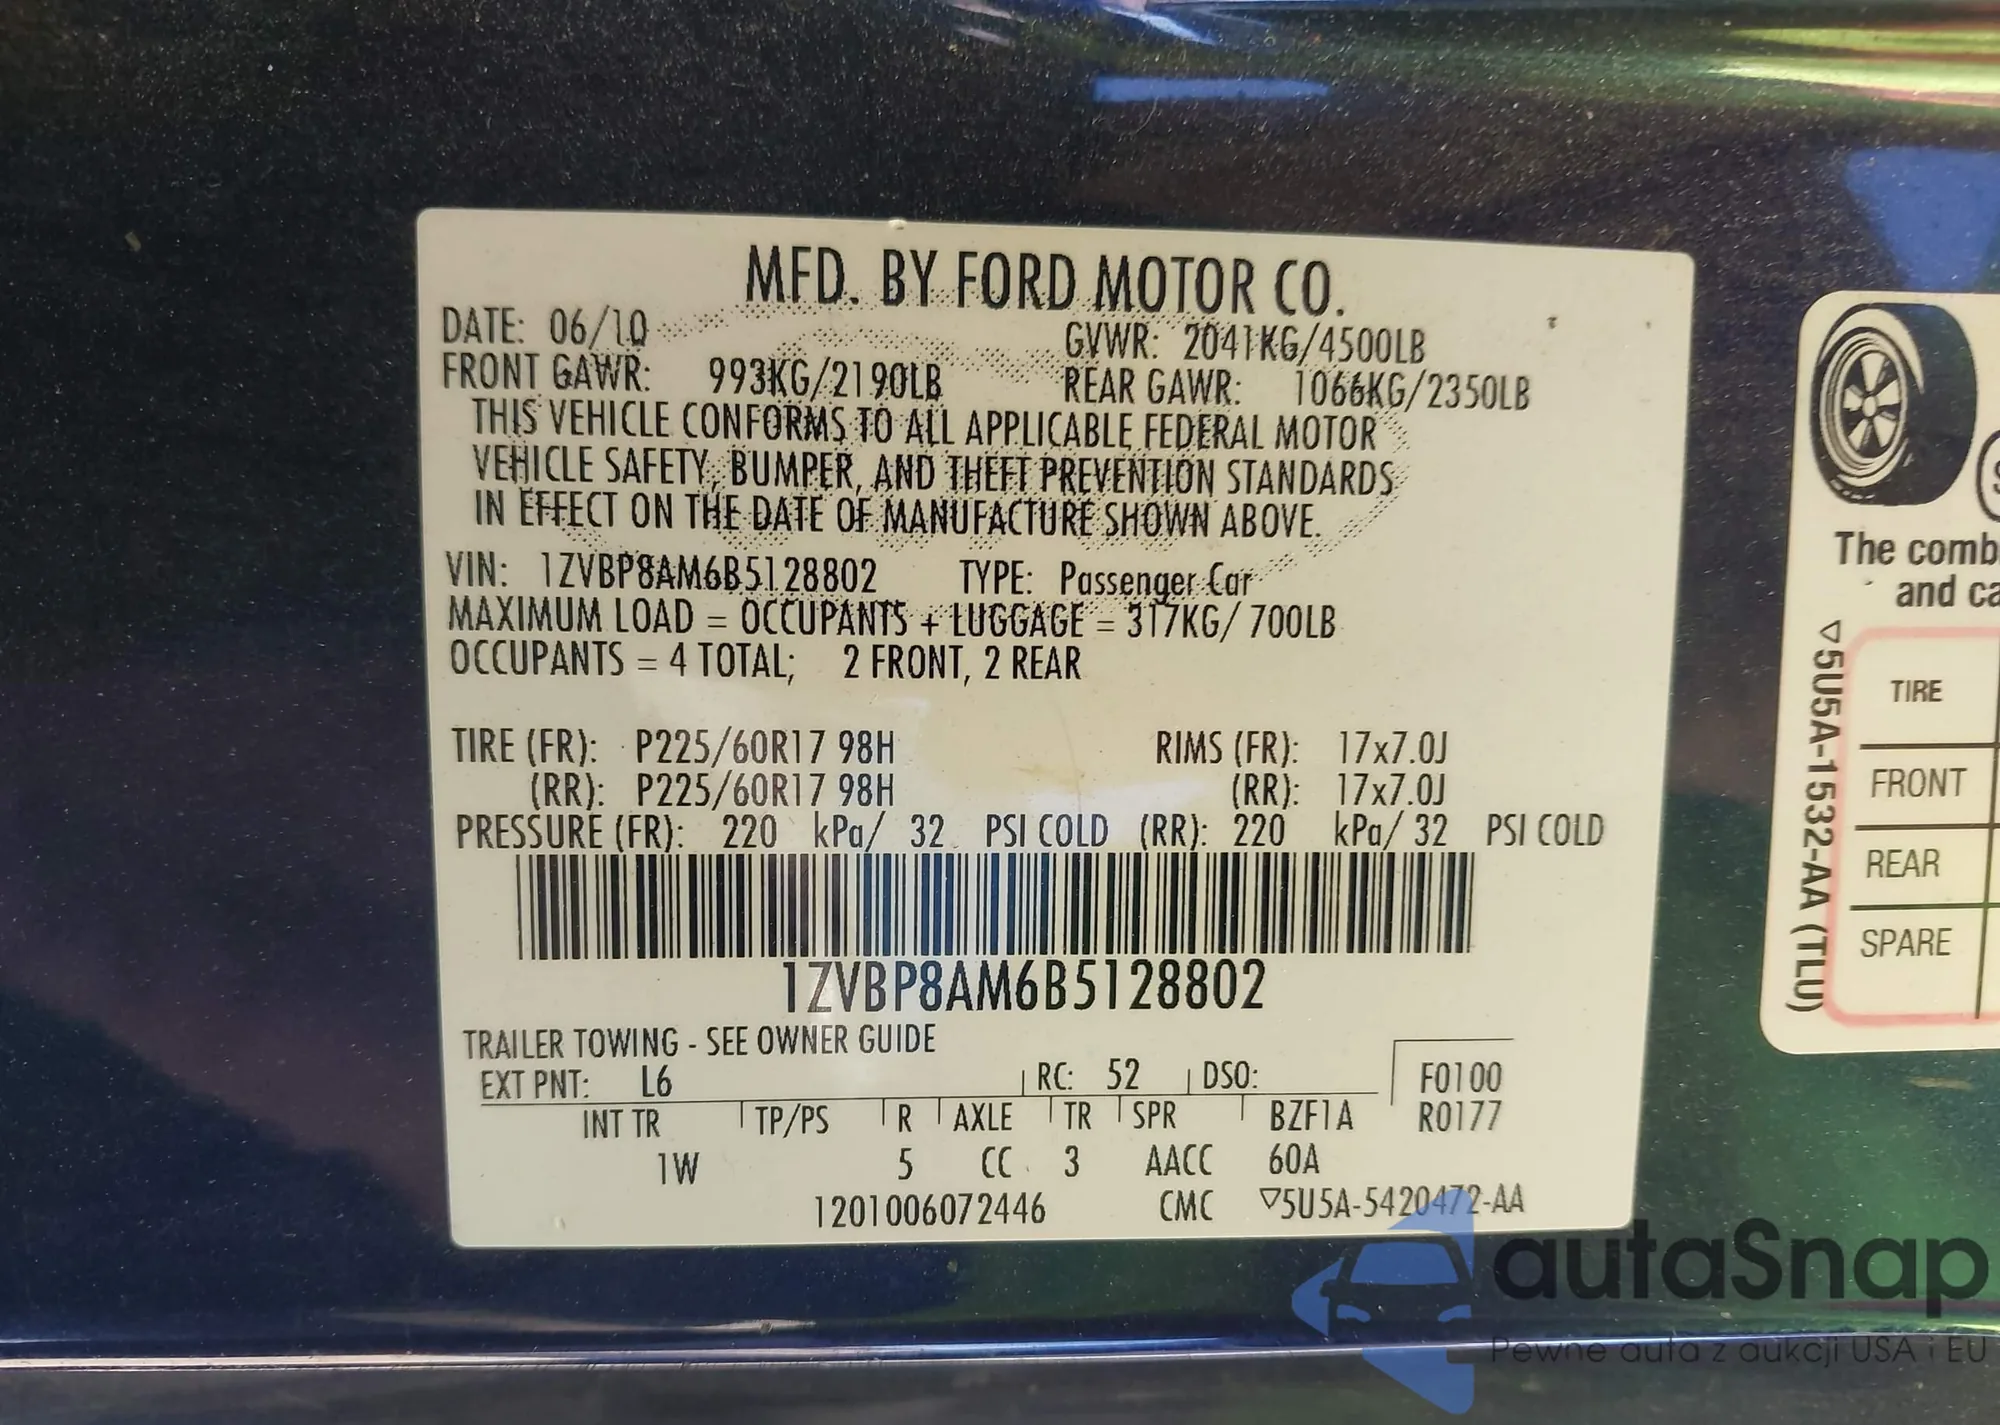 MFD. BY FORD MOTOR CO.
DATE: 06/10
GVWR: 2041KG/4500LB
FRONT GAWR: 993KG/2190LB
REAR GAWR: 1066KG/2350LB
THIS VEHICLE CONFORMS TO ALL APPLICABLE FEDERAL MOTOR
VEHICLE SAFETY, BUMPER, AND THEFT PREVENTION STANDARDS
IN EFFECT ON THE DATE OF MANUFACTURE SHOWN ABOVE.
VIN: 1ZVBP8AM6B5128802 TYPE: Passenger Car
MAXIMUM LOAD = OCCUPANTS + LUGGAGE = 317KG/ 700LB
OCCUPANTS = 4 TOTAL; 2 FRONT, 2 REAR
TIRE (FR): P225/60R17 98H RIMS (FR): 17x7.0J
(RR): P225/60R17 98H (RR): 17x7.0J
PRESSURE (FR): 220 kPa/ 32 PSI COLD (RR): 220 kPa/ 32 PSI COLD
1ZVBP8AM6B5128802
TRAILER TOWING - SEE OWNER GUIDE
EXT PNT: L6 RC: 52 DSO: F0100
INT TR TP/PS R AXLE TR SPR BZF1A R0177
1W 5 CC 3 AACC 60A
1201006072446 CMC ▽5U5A-5420472-AA
The comb
and ca
▽5U5A-1532-AA (TLU)
TIRE
FRONT
REAR
SPARE
autaSnap
Pewne auta z aukcji USA i EU